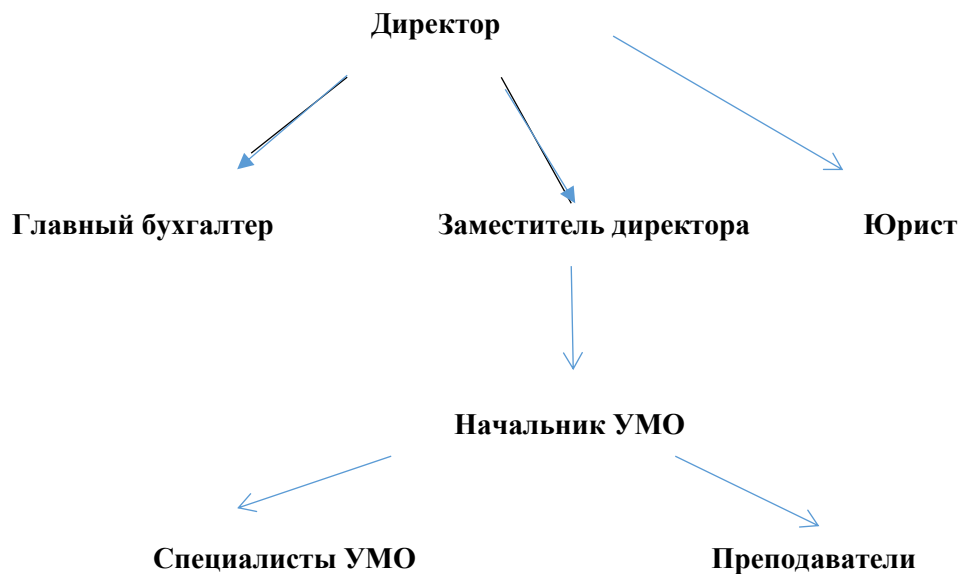 Директор
Главный бухгалтер Заместитель директора Юрист
Начальник УМО
Специалисты УМО Преподаватели